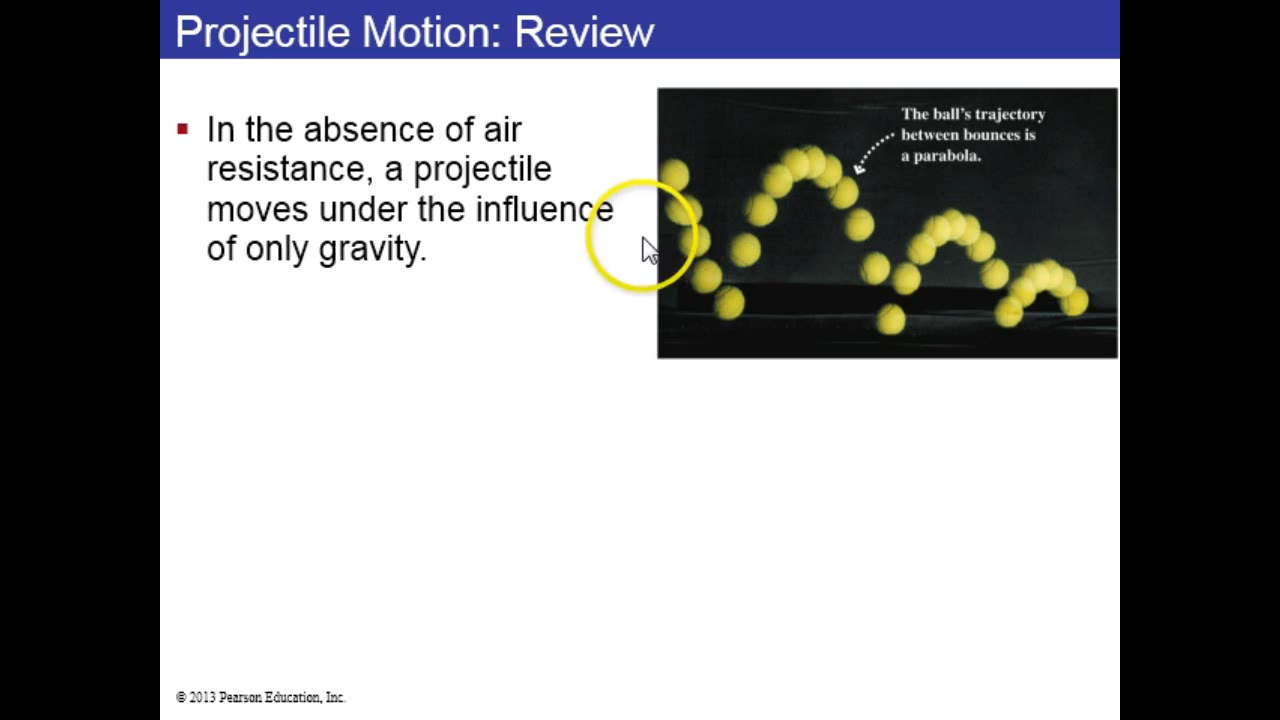 Projectile Motion: Review
In the absence of air
resistance, a projectile
moves under the influence
of only gravity.
The ball's trajectory
between bounces is
a parabola.
© 2013 Pearson Education, Inc.